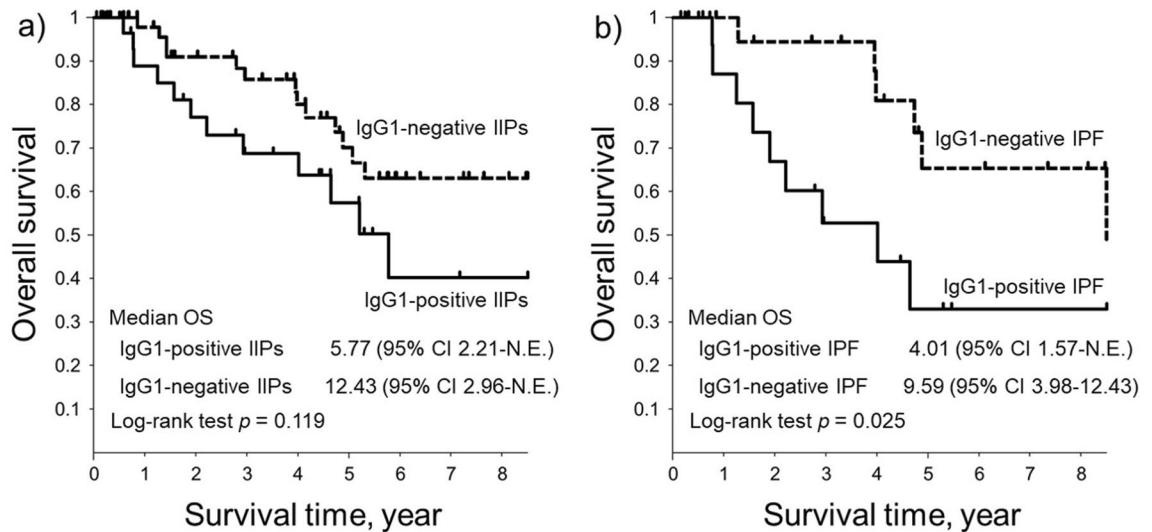 a)
Overall survival
1
0.9
0.8
0.7
0.6
0.5
0.4
0.3
0.2
0.1
IgG1-negative IIPs
IgG1-positive IIPs
Median OS
IgG1-positive IIPs 5.77 (95% CI 2.21-N.E.)
IgG1-negative IIPs 12.43 (95% CI 2.96-N.E.)
Log-rank test p = 0.119
0 1 2 3 4 5 6 7 8
Survival time, year
b)
Overall survival
1
0.9
0.8
0.7
0.6
0.5
0.4
0.3
0.2
0.1
IgG1-negative IPF
IgG1-positive IPF
Median OS
IgG1-positive IPF 4.01 (95% CI 1.57-N.E.)
IgG1-negative IPF 9.59 (95% CI 3.98-12.43)
Log-rank test p = 0.025
0 1 2 3 4 5 6 7 8
Survival time, year